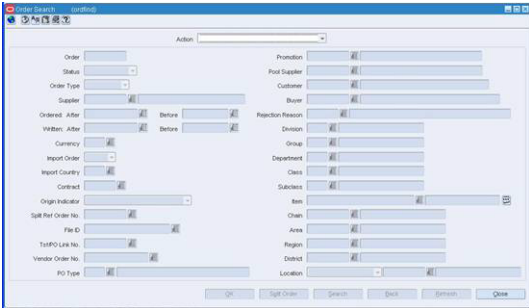 Order Search (ordfind)
Action
Order
Status
Order Type
Supplier
Ordered: After Before
Written: After Before
Currency
Import Order
Import Country
Contract
Origin Indicator
Split Ref Order No.
File ID
Tst/PO Link No.
Vendor Order No.
PO Type
Promotion
Pool Supplier
Customer
Buyer
Rejection Reason
Division
Group
Department
Class
Subclass
Item
Chain
Area
Region
District
Location
OK Split Order Search Back Refresh Close